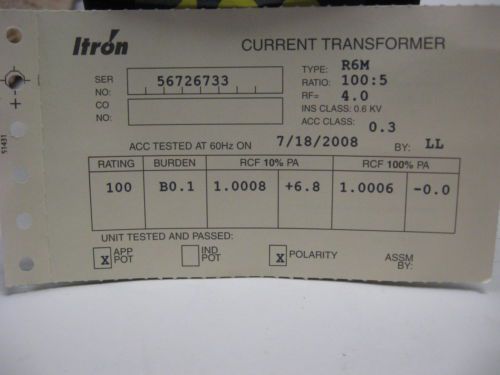 Itrón
CURRENT TRANSFORMER
SER NO: 56726733
CO NO:
TYPE: R6M
RATIO: 100:5
RF= 4.0
INS CLASS: 0.6 KV
ACC CLASS: 0.3
ACC TESTED AT 60Hz ON 7/18/2008 BY: LL
RATING BURDEN RCF 10% PA RCF 100% PA
100 B0.1 1.0008 +6.8 1.0006 -0.0
UNIT TESTED AND PASSED:
X APP POT IND POT X POLARITY ASSM BY:
51431